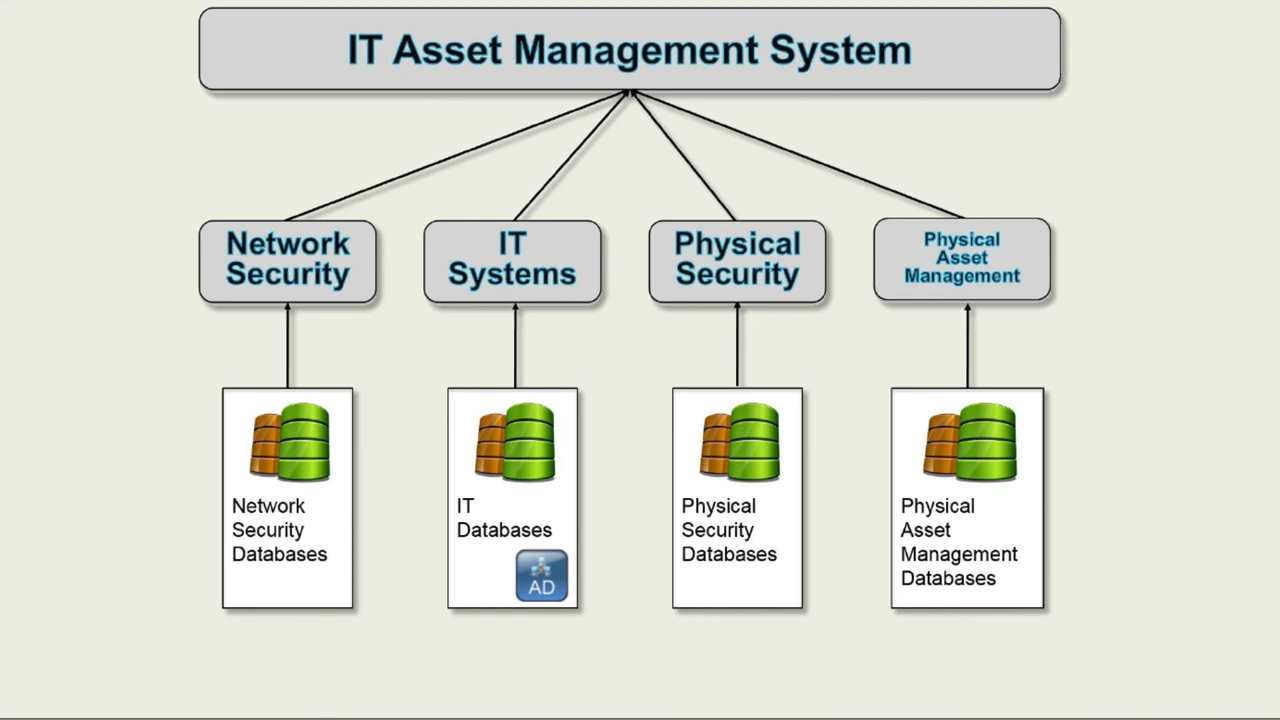 IT Asset Management System
Network
Security
IT
Systems
Physical
Security
Physical
Asset
Management
Network
Security
Databases
IT
Databases
AD
Physical
Security
Databases
Physical
Asset
Management
Databases